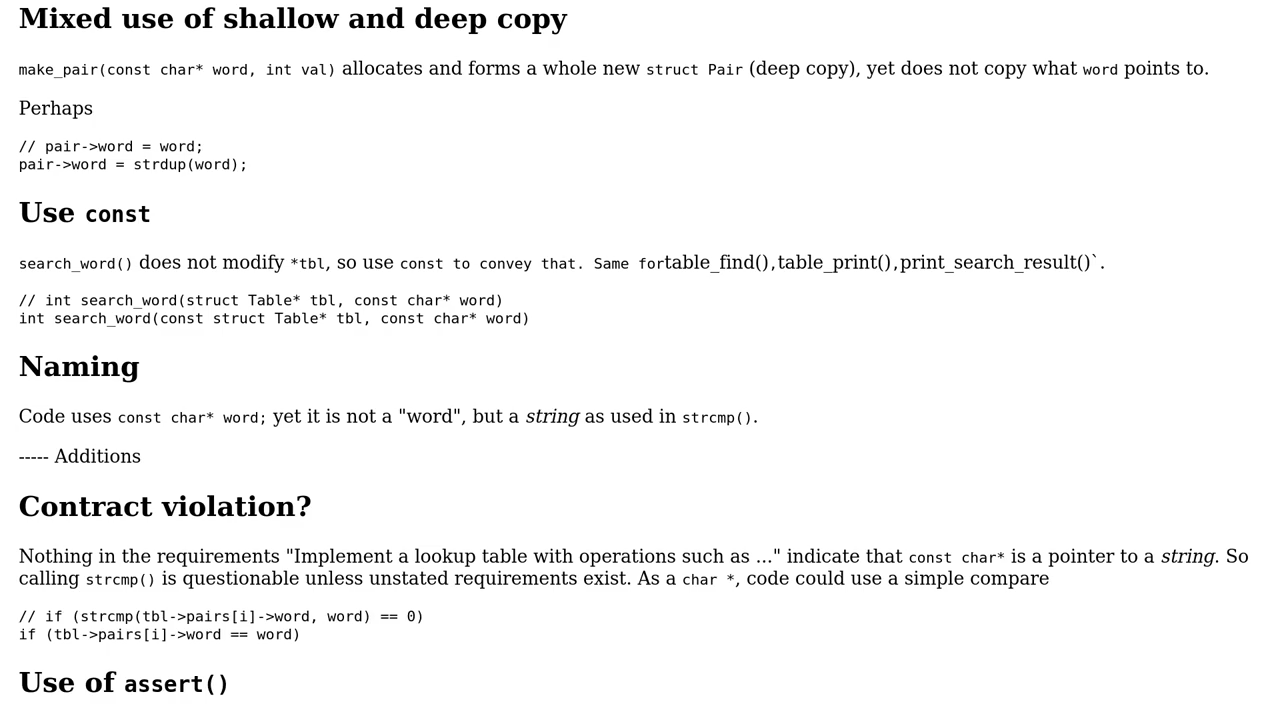 Mixed use of shallow and deep copy
make_pair(const char* word, int val) allocates and forms a whole new struct Pair (deep copy), yet does not copy what word points to.
Perhaps
// pair->word = word;
pair->word = strdup(word);
Use const
search_word() does not modify *tbl, so use const to convey that. Same fortable_find(),table_print(),print_search_result()`.
// int search_word(struct Table* tbl, const char* word)
int search_word(const struct Table* tbl, const char* word)
Naming
Code uses const char* word; yet it is not a "word", but a string as used in strcmp().
----- Additions
Contract violation?
Nothing in the requirements "Implement a lookup table with operations such as ..." indicate that const char* is a pointer to a string. So
calling strcmp() is questionable unless unstated requirements exist. As a char *, code could use a simple compare
// if (strcmp(tbl->pairs[i]->word, word) == 0)
if (tbl->pairs[i]->word == word)
Use of assert()